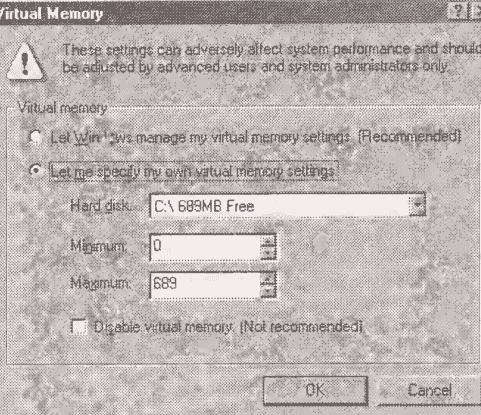 Virtual Memory
These settings can adversely affect system performance and should
be adjusted by advanced users and system administrators only.
Virtual memory
Let Windows manage my virtual memory settings. (Recommended)
Let me specify my own virtual memory settings.
Hard disk: C:\ 689MB Free
Minimum: 0
Maximum: 689
Disable virtual memory. (Not recommended)
OK Cancel